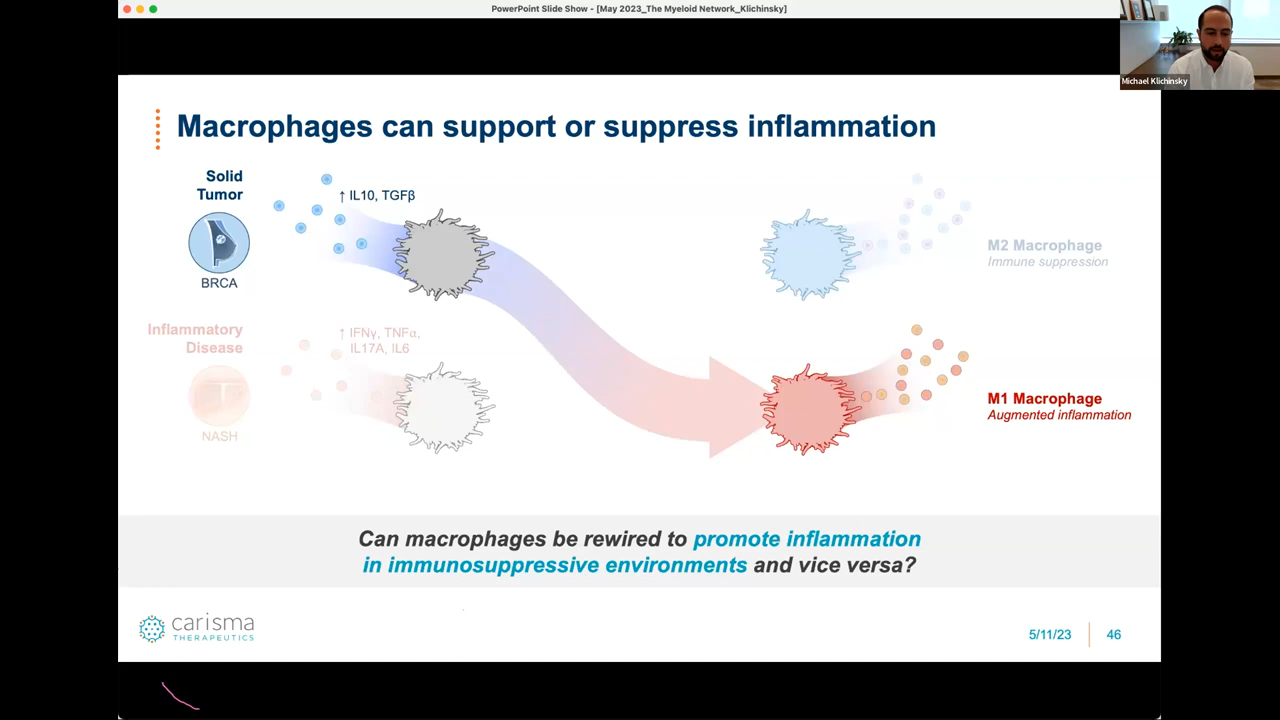 PowerPoint Slide Show - [May 2023_The Myeloid Network_Klichinsky]
Michael Klichinsky
Macrophages can support or suppress inflammation
Solid
Tumor
↑ IL10, TGFβ
BRCA
M2 Macrophage
Immune suppression
Inflammatory
Disease
↑ IFNγ, TNFα,
IL17A, IL6
NASH
M1 Macrophage
Augmented inflammation
Can macrophages be rewired to promote inflammation
in immunosuppressive environments and vice versa?
carisma
THERAPEUTICS
5/11/23
46